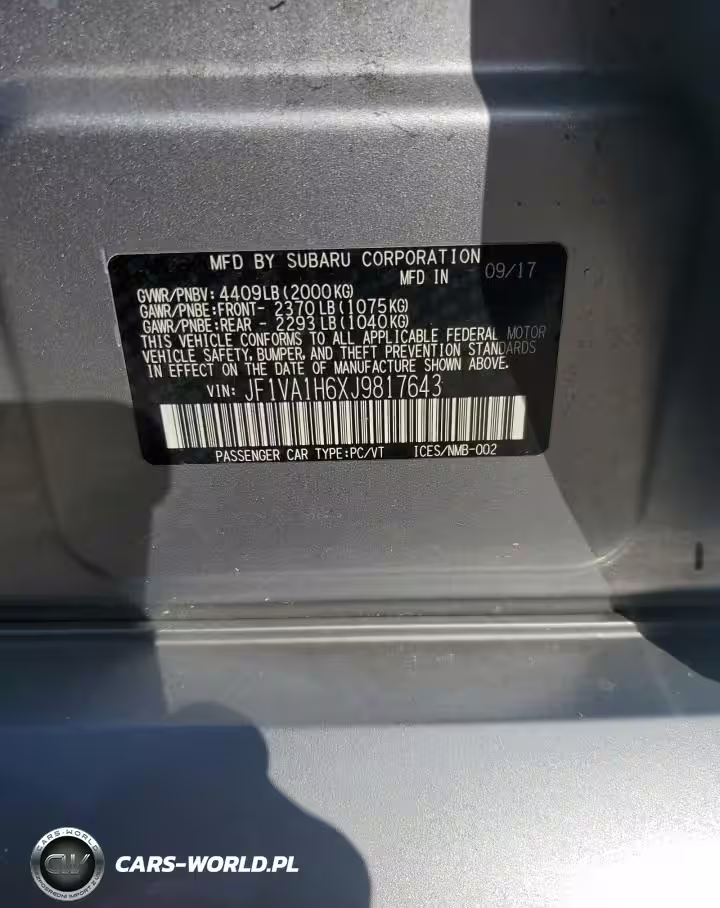 MFD BY SUBARU CORPORATION
MFD IN 09/17
GVWR/PNBV: 4409LB(2000KG)
GAWR/PNBE:FRONT- 2370LB(1075KG)
GAWR/PNBE:REAR - 2293LB(1040KG)
THIS VEHICLE CONFORMS TO ALL APPLICABLE FEDERAL MOTOR
VEHICLE SAFETY, BUMPER, AND THEFT PREVENTION STANDARDS
IN EFFECT ON THE DATE OF MANUFACTURE SHOWN ABOVE.
VIN: JF1VA1H6XJ9817643
PASSENGER CAR TYPE:PC/VT ICES/NMB-002
CARS-WORLD
CW
CARS-WORLD.PL